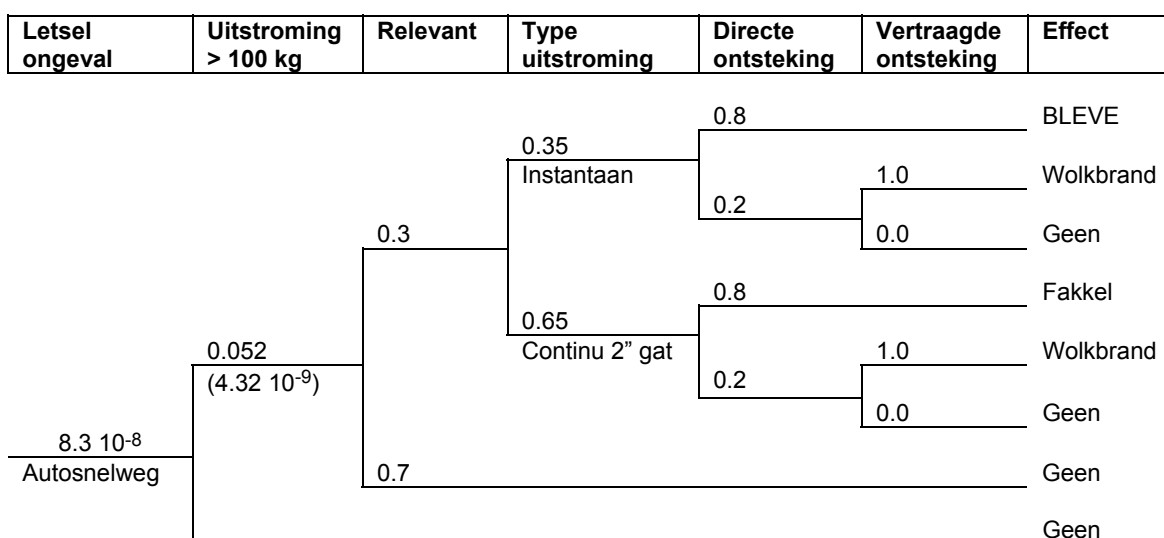 Letsel ongeval
Uitstroming > 100 kg
Relevant
Type uitstroming
Directe ontsteking
Vertraagde ontsteking
Effect
0.8
BLEVE
0.35
Instantaan
1.0
Wolkbrand
0.2
0.3
0.0
Geen
0.8
Fakkel
0.65
Continu 2” gat
0.052
1.0
Wolkbrand
(4.32 10-9)
0.2
0.0
Geen
8.3 10-8
Autosnelweg
0.7
Geen
Geen